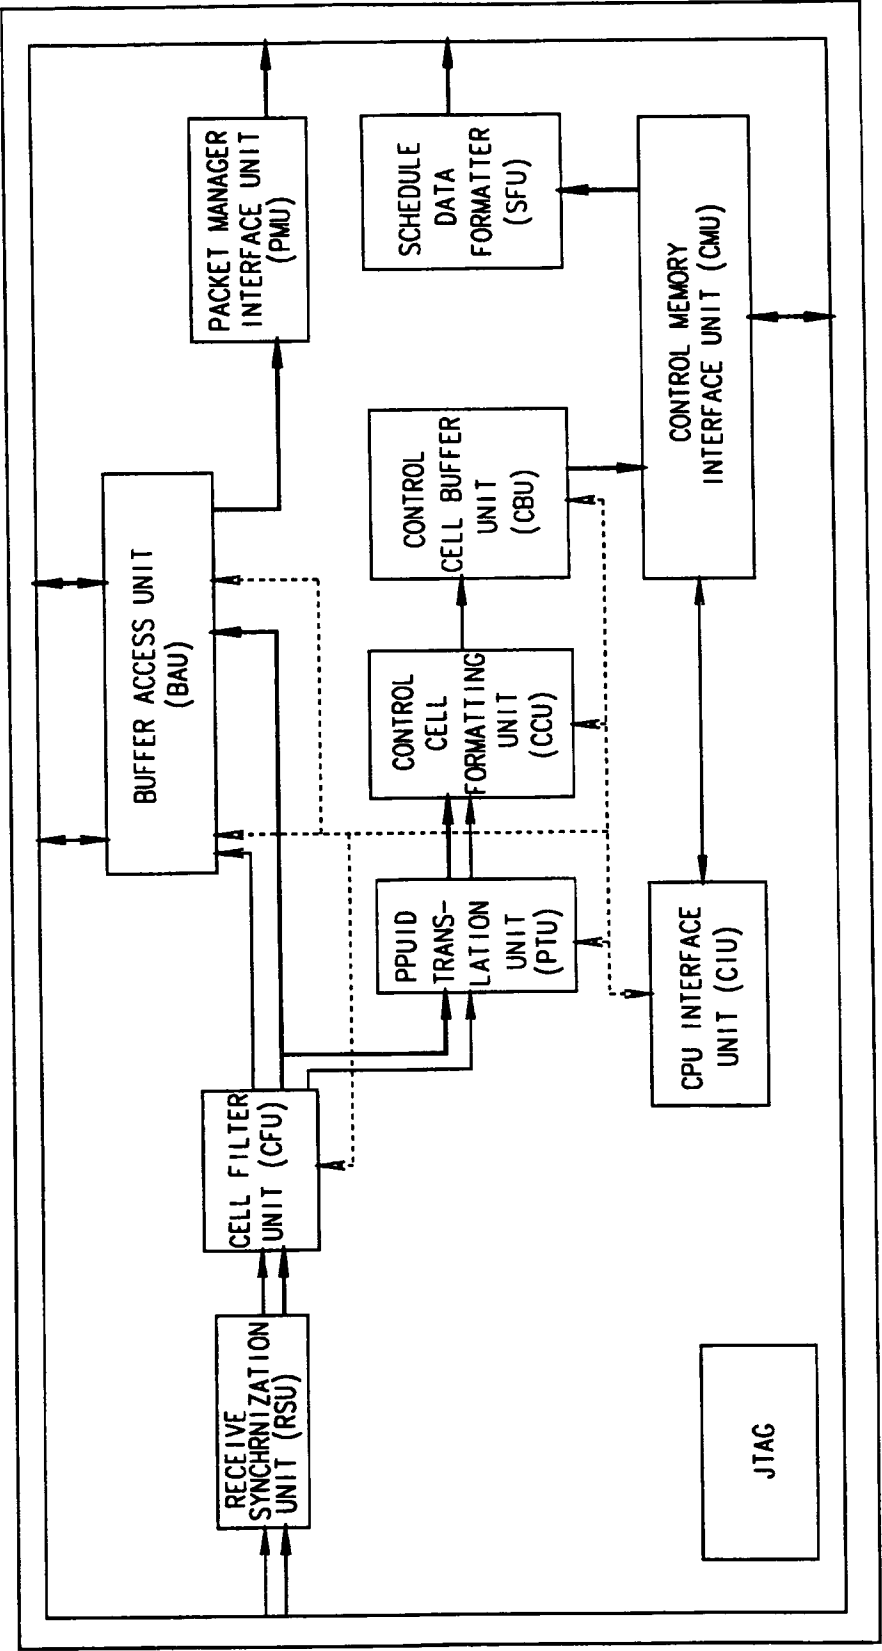 RECEIVE
SYNCHRNIZATION
UNIT (RSU)
CELL FILTER
UNIT (CFU)
BUFFER ACCESS UNIT
(BAU)
PACKET MANAGER
INTERFACE UNIT
(PMU)
PPUID
TRANS-
LATION
UNIT
(PTU)
CONTROL
CELL
FORMATTING
UNIT
(CCU)
CONTROL
CELL BUFFER
UNIT
(CBU)
SCHEDULE
DATA
FORMATTER
(SFU)
JTAG
CPU INTERFACE
UNIT (CIU)
CONTROL MEMORY
INTERFACE UNIT (CMU)